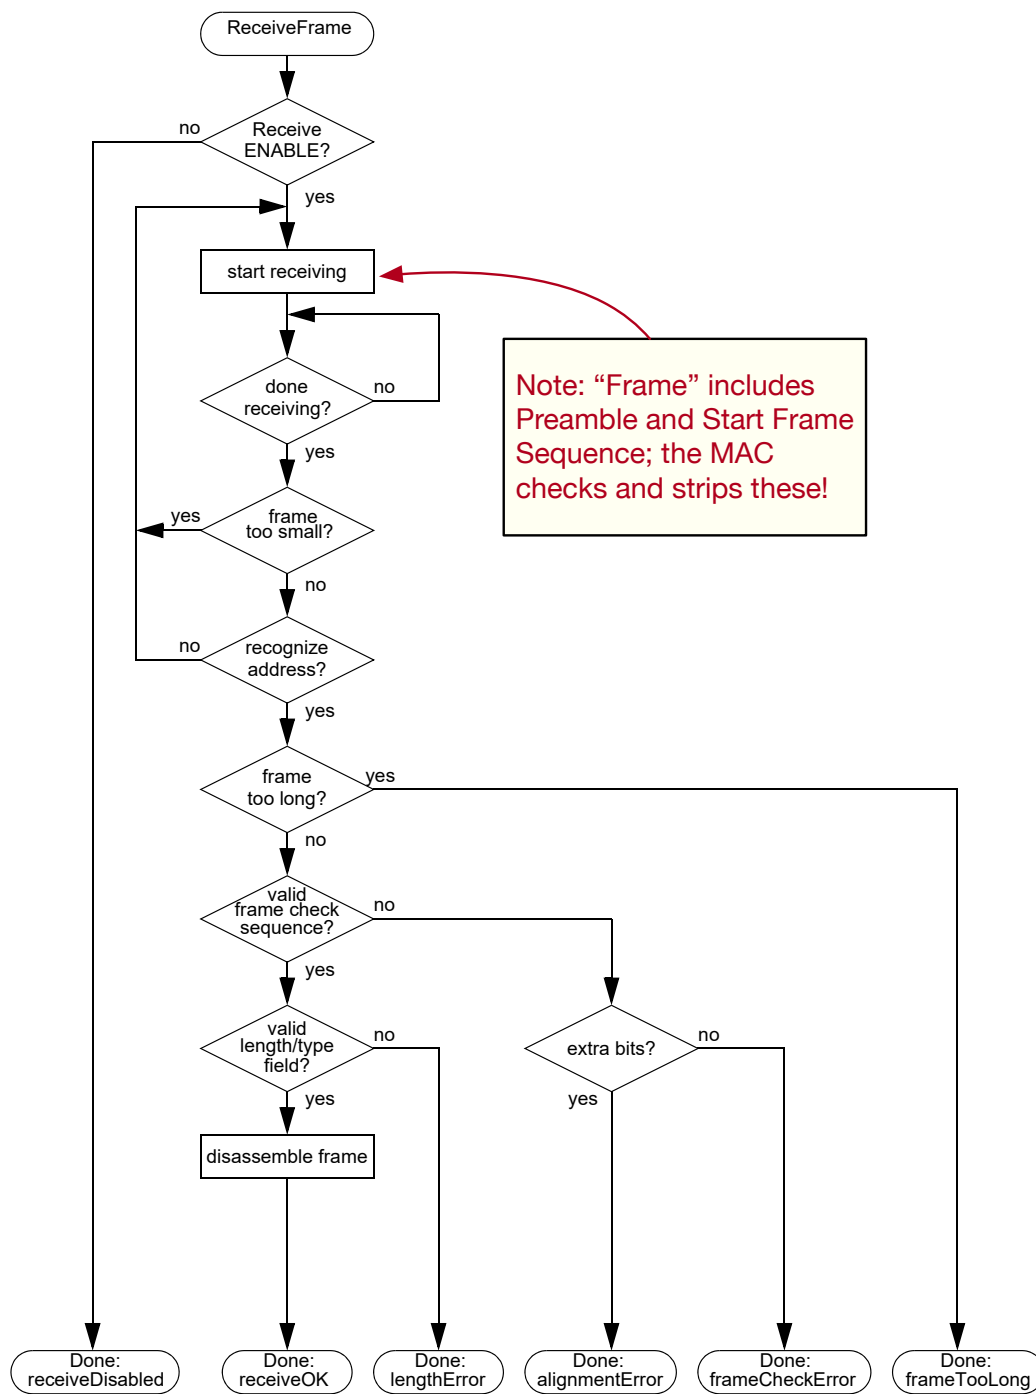 ReceiveFrame
no
Receive
ENABLE?
yes
start receiving
done
receiving?
no
yes
Note: “Frame” includes
Preamble and Start Frame
Sequence; the MAC
checks and strips these!
yes
frame
too small?
no
no
recognize
address?
yes
frame
too long?
yes
no
valid
frame check
sequence?
no
yes
valid
length/type
field?
no
yes
extra bits?
no
yes
disassemble frame
Done:
receiveDisabled
Done:
receiveOK
Done:
lengthError
Done:
alignmentError
Done:
frameCheckError
Done:
frameTooLong